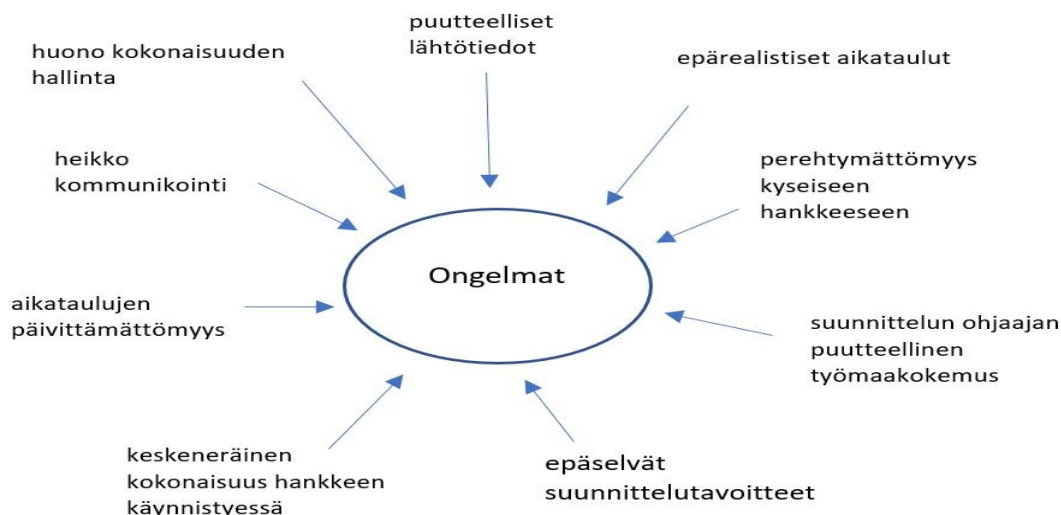 puutteelliset
lähtötiedot
huono kokonaisuuden
hallinta
epärealistiset aikataulut
heikko
kommunikointi
perehtymättömyys
kyseiseen
hankkeeseen
Ongelmat
aikataulujen
päivittämättömyys
suunnittelun ohjaajan
puutteellinen
työmaakokemus
keskeneräinen
kokonaisuus hankkeen
käynnistyessä
epäselvät
suunnittelutavoitteet